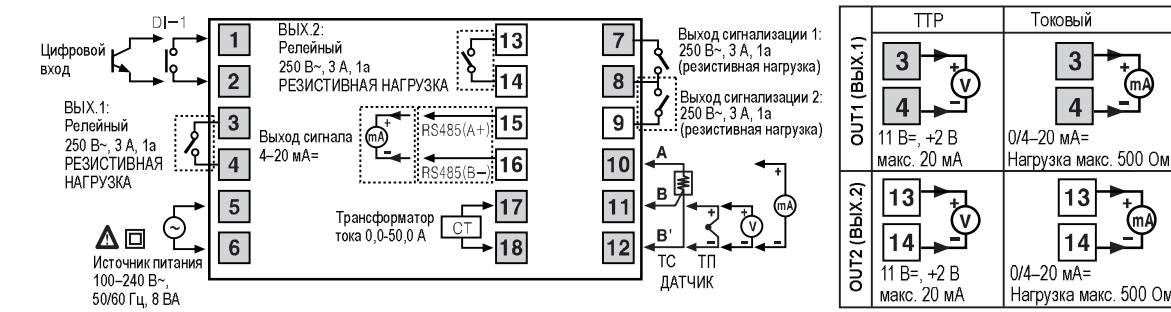 DI-1
Цифровой
вход
1
2
ВЫХ.1:
Релейный
250 В~, 3 А, 1а
РЕЗИСТИВНАЯ
НАГРУЗКА
3
4
5
6
Источник питания
100–240 В~,
50/60 Гц, 8 ВА
ВЫХ.2:
Релейный
250 В~, 3 А, 1а
РЕЗИСТИВНАЯ НАГРУЗКА
13
14
Выход сигнала
4–20 мА=
mA
+
−
RS485(A+)
RS485(B−)
15
16
Трансформатор
тока 0,0-50,0 А
CT
17
18
7
8
9
10
11
12
Выход сигнализации 1:
250 В~, 3 А, 1а
(резистивная нагрузка)
Выход сигнализации 2:
250 В~, 3 А, 1а
(резистивная нагрузка)
A
B
B'
+
−
+
−
V
+
−
mA
ТС
ТП
ДАТЧИК
ТТР
Токовый
OUT1 (ВЫХ.1)
3
4
+
−
V
11 В=, +2 В
макс. 20 мА
3
4
+
−
mA
0/4–20 мА=
Нагрузка макс. 500 Ом
OUT2 (ВЫХ.2)
13
14
+
−
V
11 В=, +2 В
макс. 20 мА
13
14
+
−
mA
0/4–20 мА=
Нагрузка макс. 500 Ом